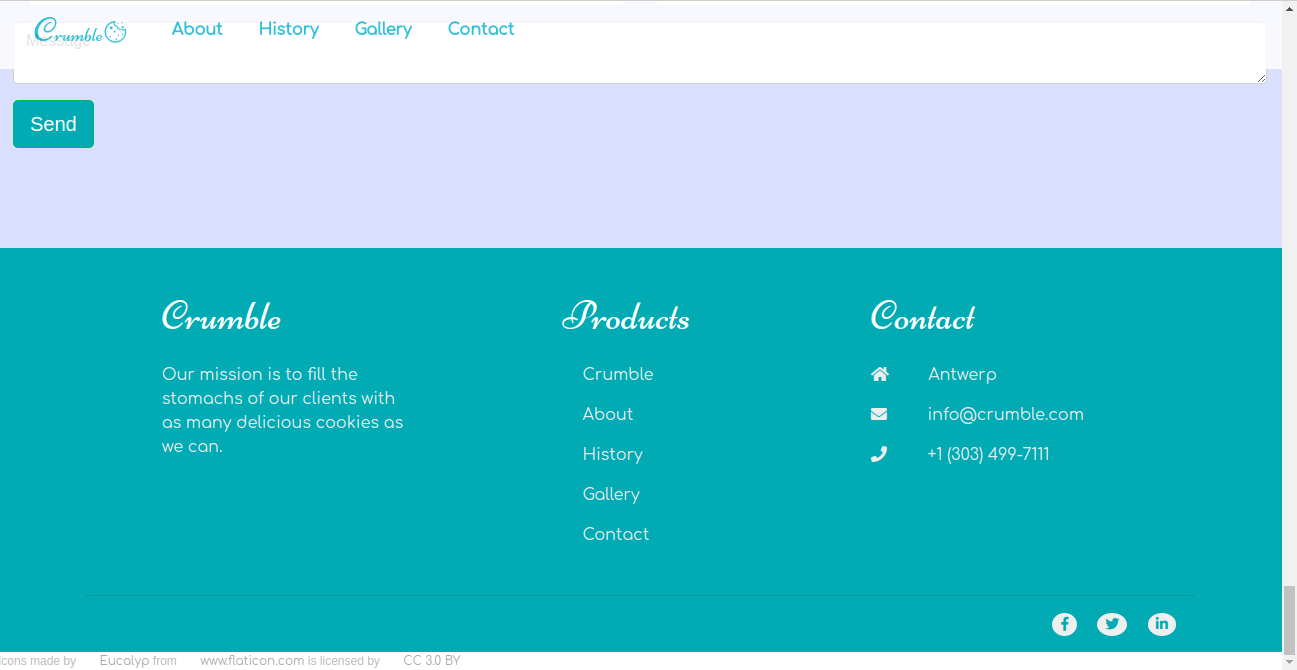 Crumble About History Gallery Contact
Message
Send
Crumble
Our mission is to fill the
stomachs of our clients with
as many delicious cookies as
we can.
Products
Crumble
About
History
Gallery
Contact
Contact
Antwerp
info@crumble.com
+1 (303) 499-7111
Icons made by Eucalyp from www.flaticon.com is licensed by CC 3.0 BY